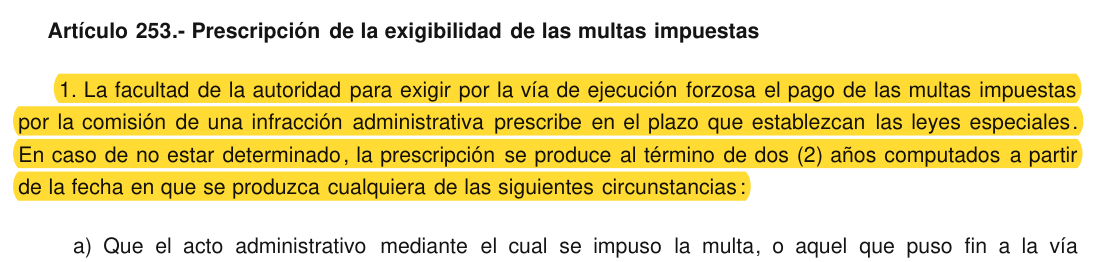 Artículo 253.- Prescripción de la exigibilidad de las multas impuestas
1. La facultad de la autoridad para exigir por la vía de ejecución forzosa el pago de las multas impuestas
por la comisión de una infracción administrativa prescribe en el plazo que establezcan las leyes especiales.
En caso de no estar determinado, la prescripción se produce al término de dos (2) años computados a partir
de la fecha en que se produzca cualquiera de las siguientes circunstancias:
a) Que el acto administrativo mediante el cual se impuso la multa, o aquel que puso fin a la vía